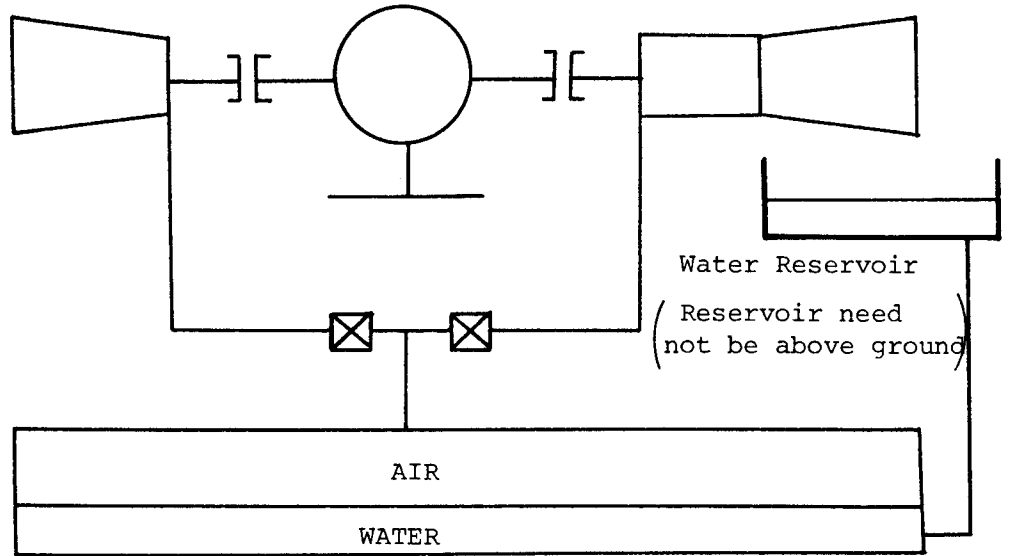 Water Reservoir
(Reservoir need
not be above ground)
AIR
WATER